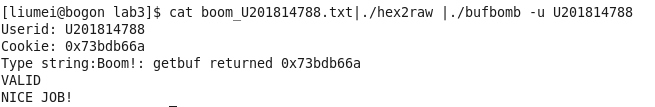 [liumei@bogon lab3]$ cat boom_U201814788.txt|./hex2raw |./bufbomb -u U201814788
Userid: U201814788
Cookie: 0x73bdb66a
Type string:Boom!: getbuf returned 0x73bdb66a
VALID
NICE JOB!